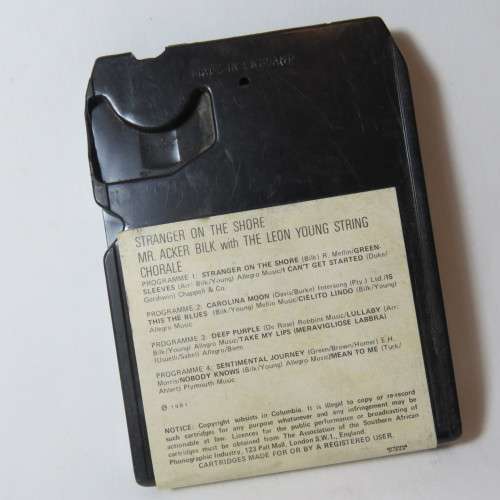 MADE IN ENGLAND
STRANGER ON THE SHORE
MR. ACKER BILK with THE LEON YOUNG STRING
CHORALE
PROGRAMME 1. STRANGER ON THE SHORE (Bilk) R. Mellin/GREEN-
SLEEVES (Arr: Bilk/Young) Allegro Music/I CAN'T GET STARTED (Duke/
Gershwin) Chappell & Co.
PROGRAMME 2: CAROLINA MOON (Davis/Burke) Intersong (Pty.) Ltd./IS
THIS THE BLUES (Bilk/Young) Mellin Music/CIELITO LINDO (Bilk/Young)
Allegro Music
PROGRAMME 3: DEEP PURPLE (De Rose) Robbins Music/LULLABY (Arr.
Bilk/Young) Allegro/TAKE MY LIPS (MERAVIGLIOSE LABBRA)
Allegro/Biem
PROGRAMME 4: SENTIMENTAL JOURNEY (Green/Brown/Homer) E.H.
Morris/NOBODY KNOWS (Bilk/Young) Allegro Music/MEAN TO ME (Turk/
Ahlert) Plymouth Music
℗ 1961
NOTICE: Copyright subsists in Columbia. It is illegal to copy or re-record
such cartridges for any purpose whatever and any infringement may be
actionable at law. Licences for the public performance or broadcasting of
cartridges must be obtained from The Association of the Southern African
Phonographic Industry, 123 Pall Mall, London S.W.1., England.
CARTRIDGES MADE FOR OR BY A REGISTERED USER.